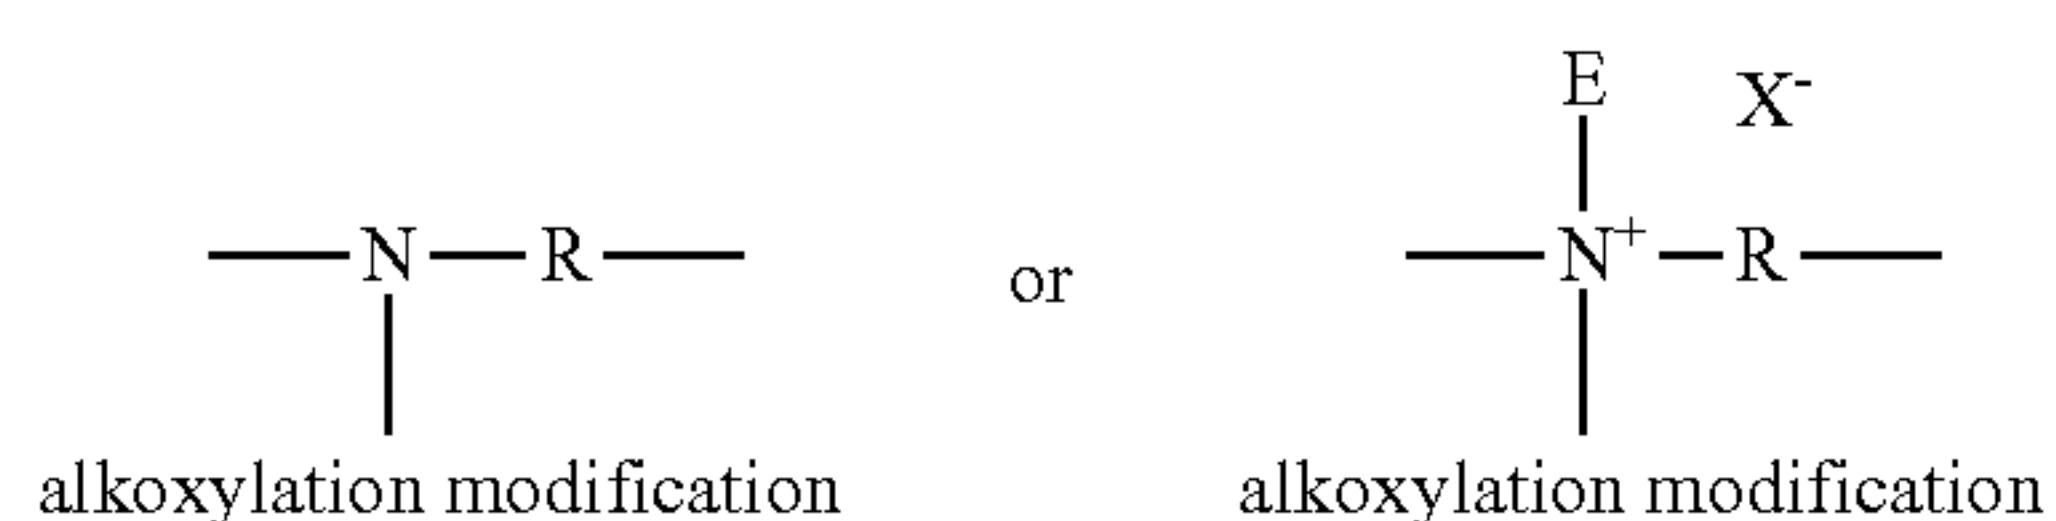 E X-
N R or N+ R
alkoxylation modification alkoxylation modification